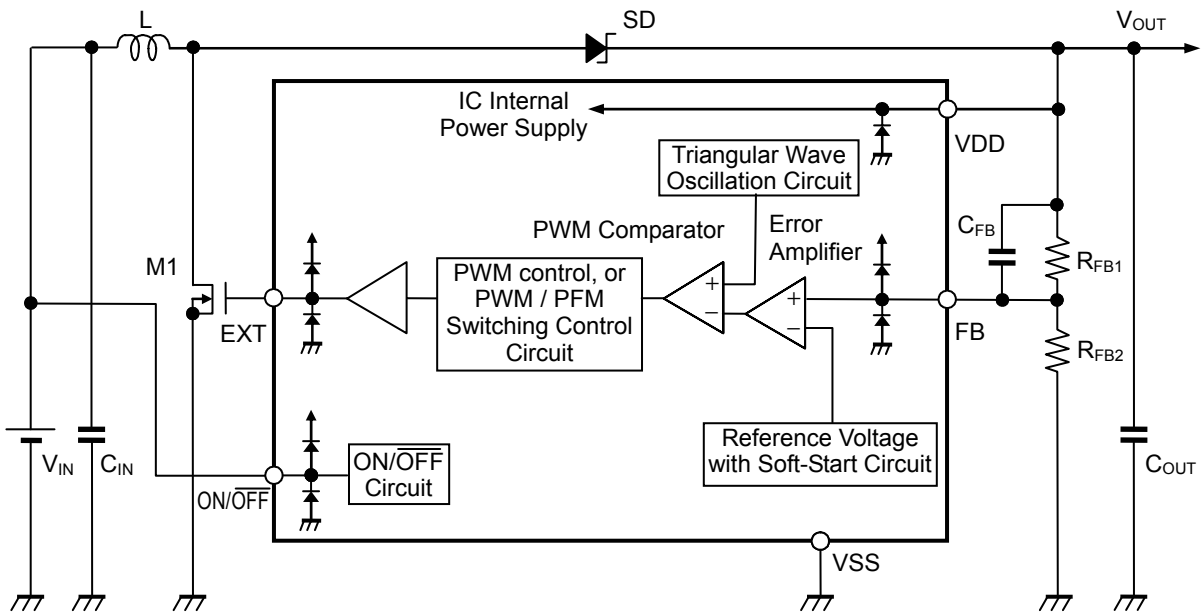 L
SD
VOUT
IC Internal
Power Supply
VDD
Triangular Wave
Oscillation Circuit
CFB
PWM Comparator
Error
Amplifier
RFB1
M1
PWM control, or
PWM / PFM
Switching Control
Circuit
+
−
+
−
EXT
FB
RFB2
VIN
CIN
ON/OFF
ON/OFF
Circuit
Reference Voltage
with Soft-Start Circuit
COUT
VSS